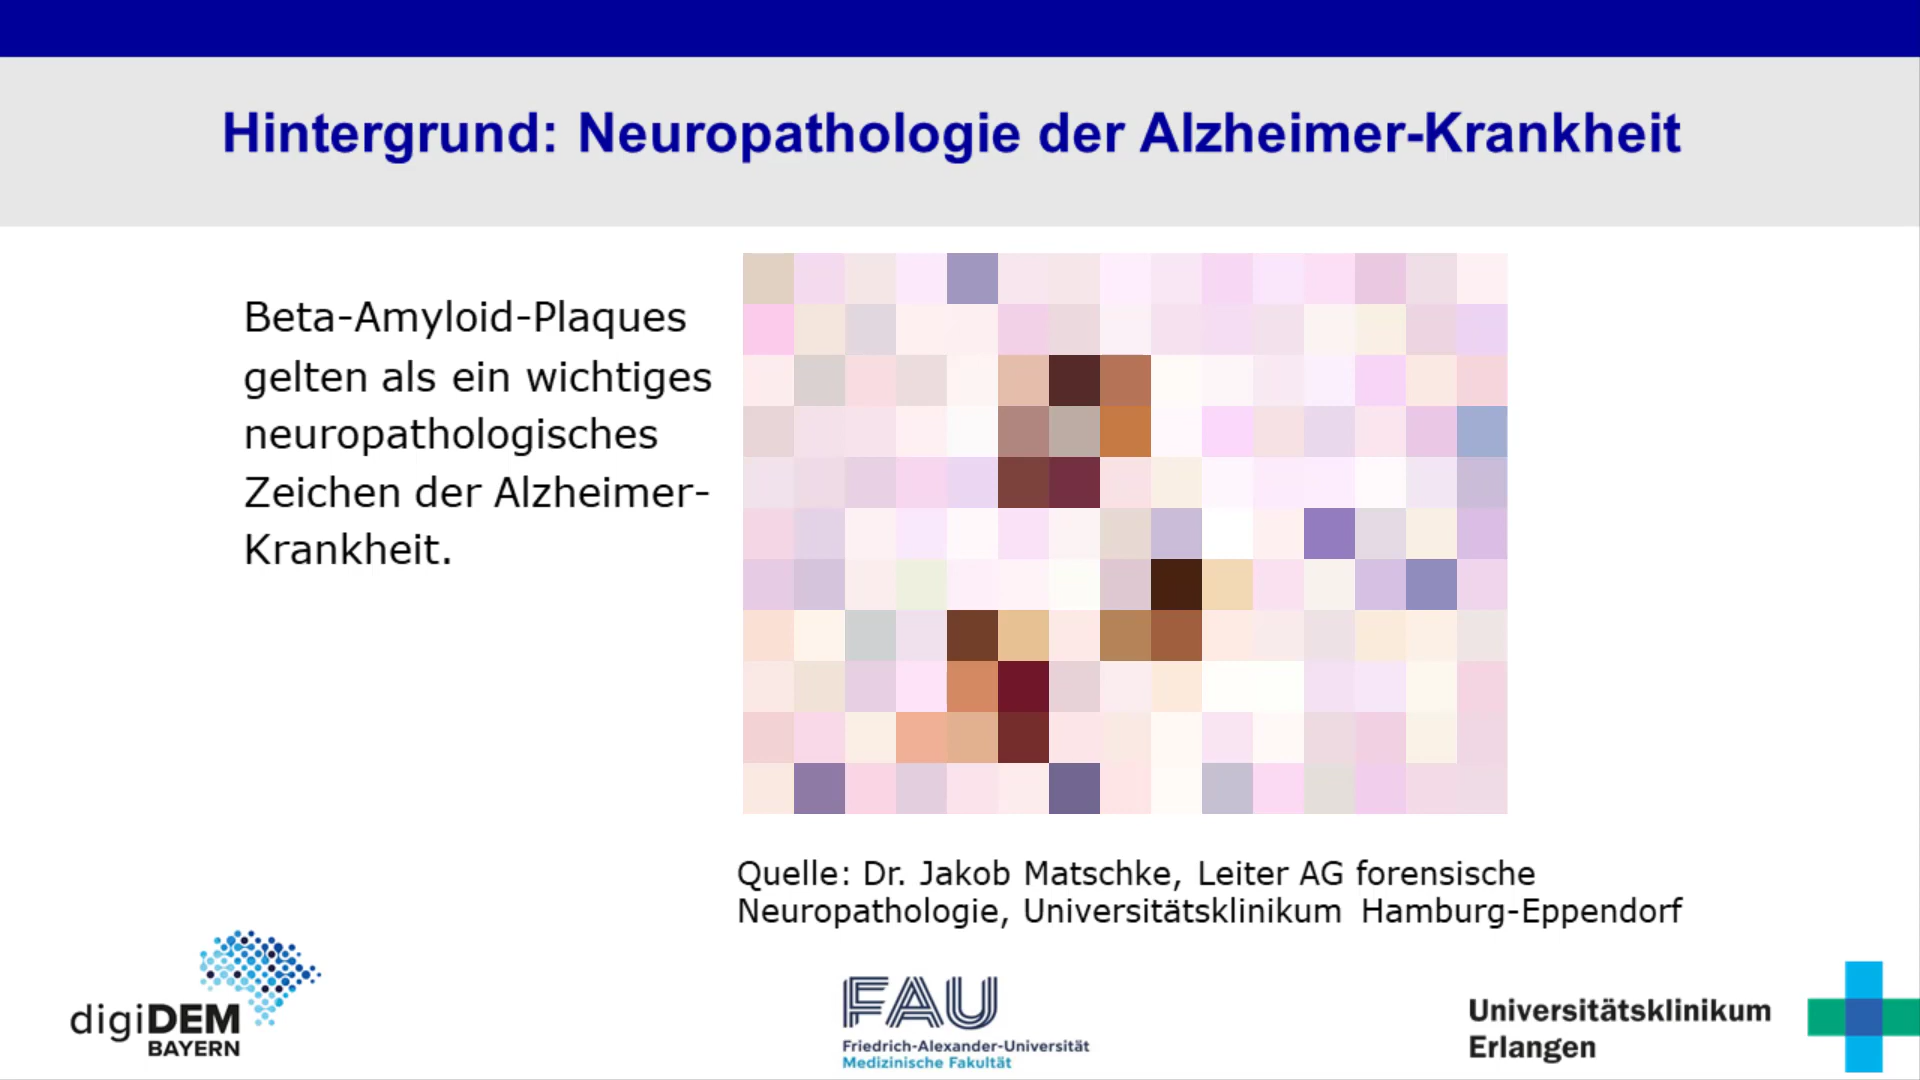 Hintergrund: Neuropathologie der Alzheimer-Krankheit
Beta-Amyloid-Plaques
gelten als ein wichtiges
neuropathologisches
Zeichen der Alzheimer-
Krankheit.
Quelle: Dr. Jakob Matschke, Leiter AG forensische
Neuropathologie, Universitätsklinikum Hamburg-Eppendorf
digiDEM
BAYERN
FAU
Friedrich-Alexander-Universität
Medizinische Fakultät
Universitätsklinikum
Erlangen